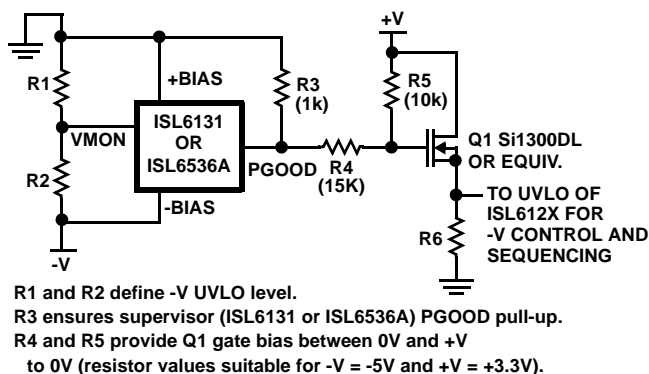 +V
R1
+BIAS
R3
(1k)
R5
(10k)
ISL6131
OR
ISL6536A
VMON
PGOOD
R4
(15K)
Q1 Si1300DL
OR EQUIV.
R2
-BIAS
-V
R6
TO UVLO OF
ISL612X FOR
-V CONTROL AND
SEQUENCING
R1 and R2 define -V UVLO level.
R3 ensures supervisor (ISL6131 or ISL6536A) PGOOD pull-up.
R4 and R5 provide Q1 gate bias between 0V and +V
to 0V (resistor values suitable for -V = -5V and +V = +3.3V).